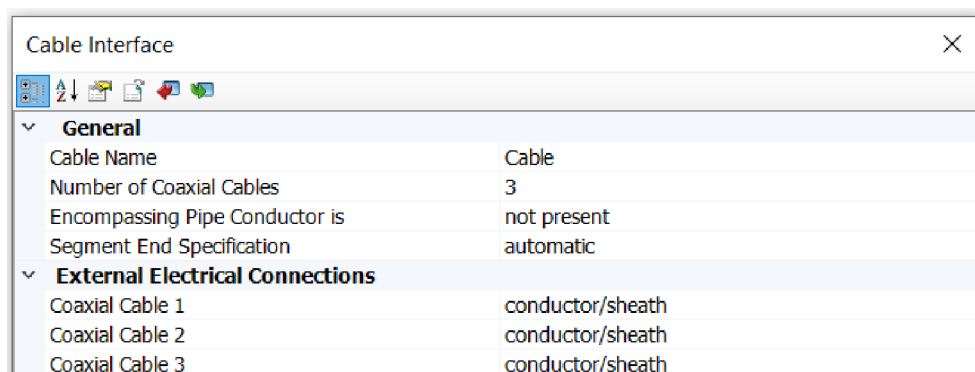 Cable Interface
General
Cable Name Cable
Number of Coaxial Cables 3
Encompassing Pipe Conductor is not present
Segment End Specification automatic
External Electrical Connections
Coaxial Cable 1 conductor/sheath
Coaxial Cable 2 conductor/sheath
Coaxial Cable 3 conductor/sheath